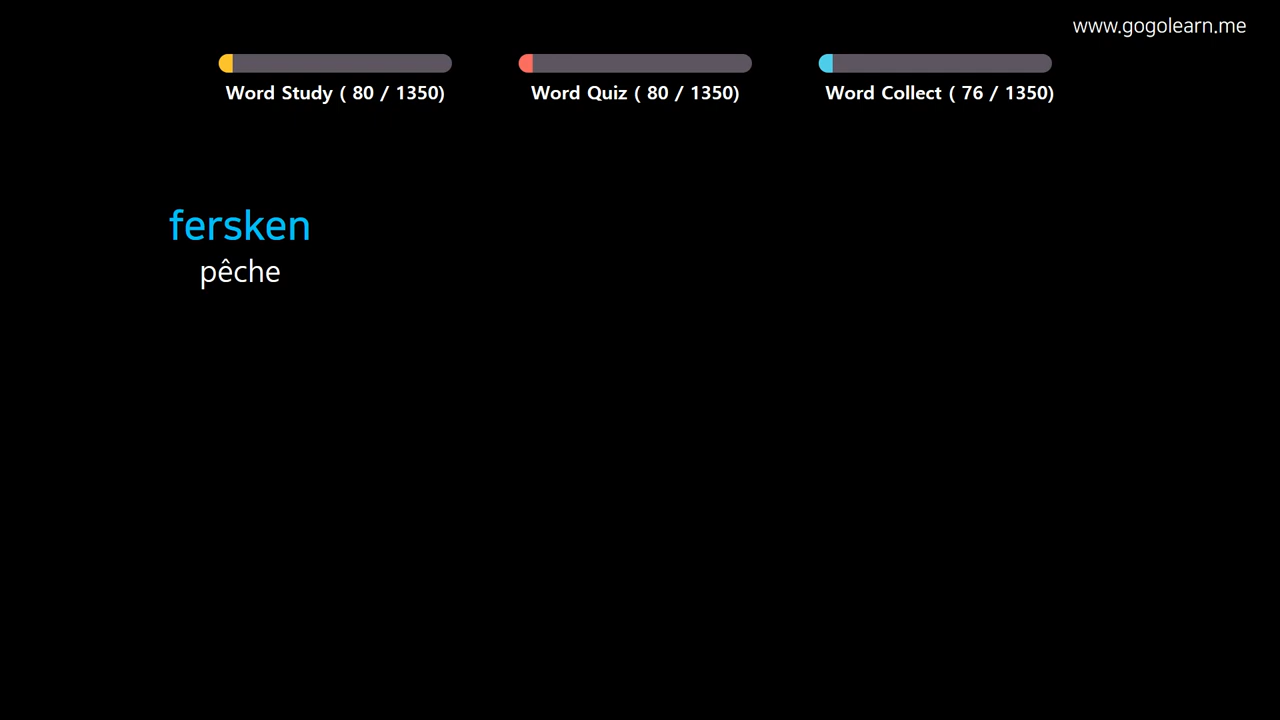 www.gogolearn.me
Word Study ( 80 / 1350)
Word Quiz ( 80 / 1350)
Word Collect ( 76 / 1350)
fersken
pêche